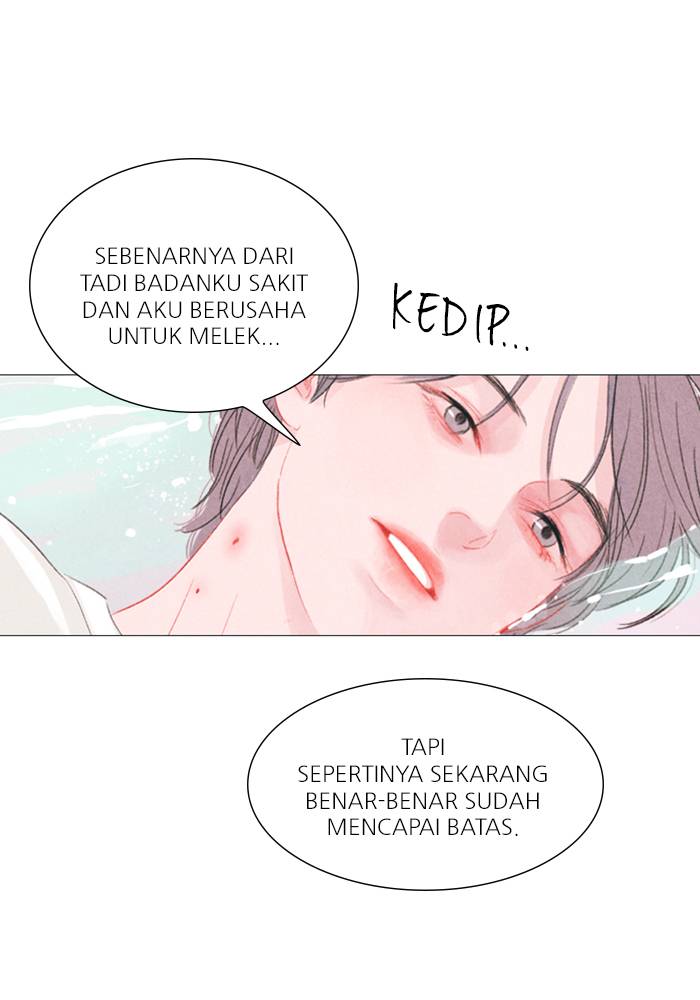 SEBENARNYA DARI
TADI BADANKU SAKIT
DAN AKU BERUSAHA
UNTUK MELEK...
KEDIP...
TAPI
SEPERTINYA SEKARANG
BENAR-BENAR SUDAH
MENCAPAI BATAS.